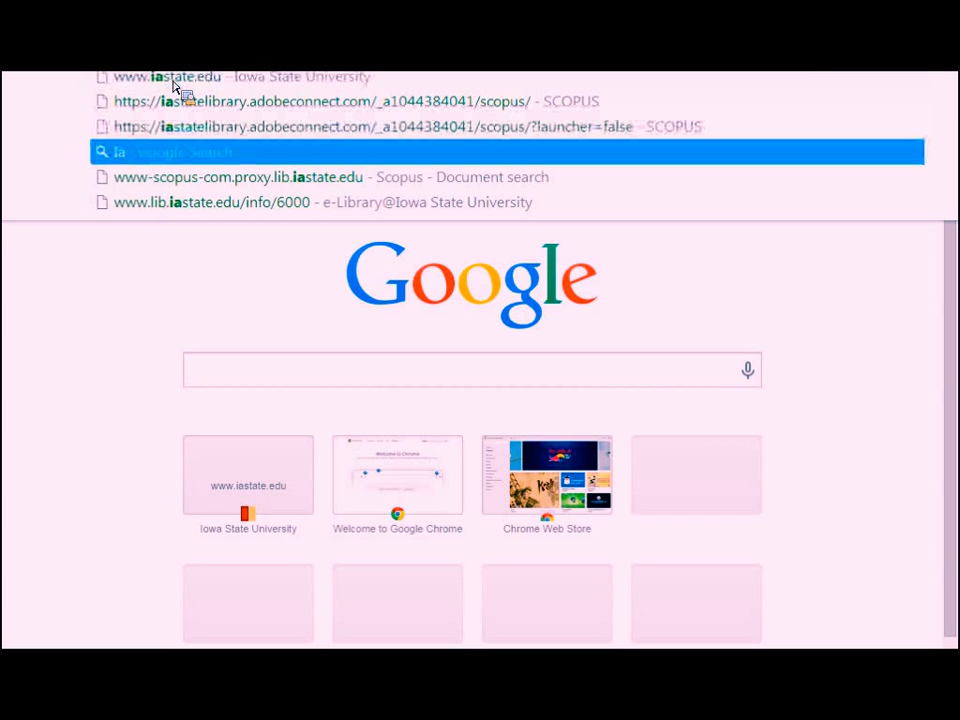 www.iastate.edu - Iowa State University
https://iastatelibrary.adobeconnect.com/_a1044384041/scopus/ - SCOPUS
https://iastatelibrary.adobeconnect.com/_a1044384041/scopus/?launcher=false - SCOPUS
Ia - Google Search
www-scopus-com.proxy.lib.iastate.edu - Scopus - Document search
www.lib.iastate.edu/info/6000 - e-Library@Iowa State University
Google
www.iastate.edu
Welcome to Chrome
Iowa State University
Welcome to Google Chrome
Chrome Web Store